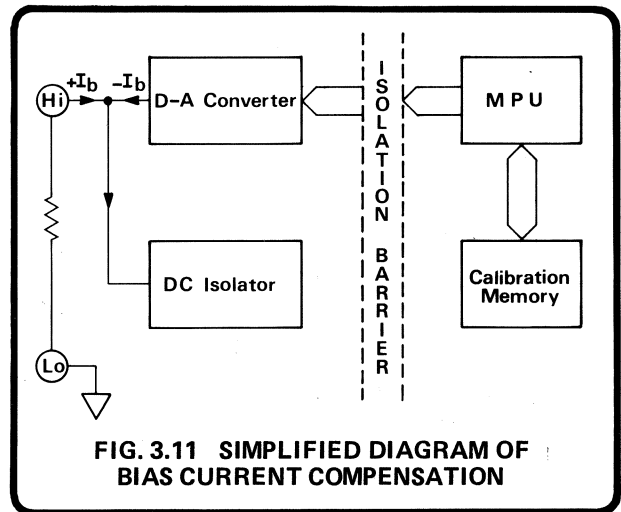 +Ib
-Ib
Hi
D-A Converter
ISOLATION BARRIER
MPU
DC Isolator
Calibration
Memory
Lo
FIG. 3.11 SIMPLIFIED DIAGRAM OF
BIAS CURRENT COMPENSATION